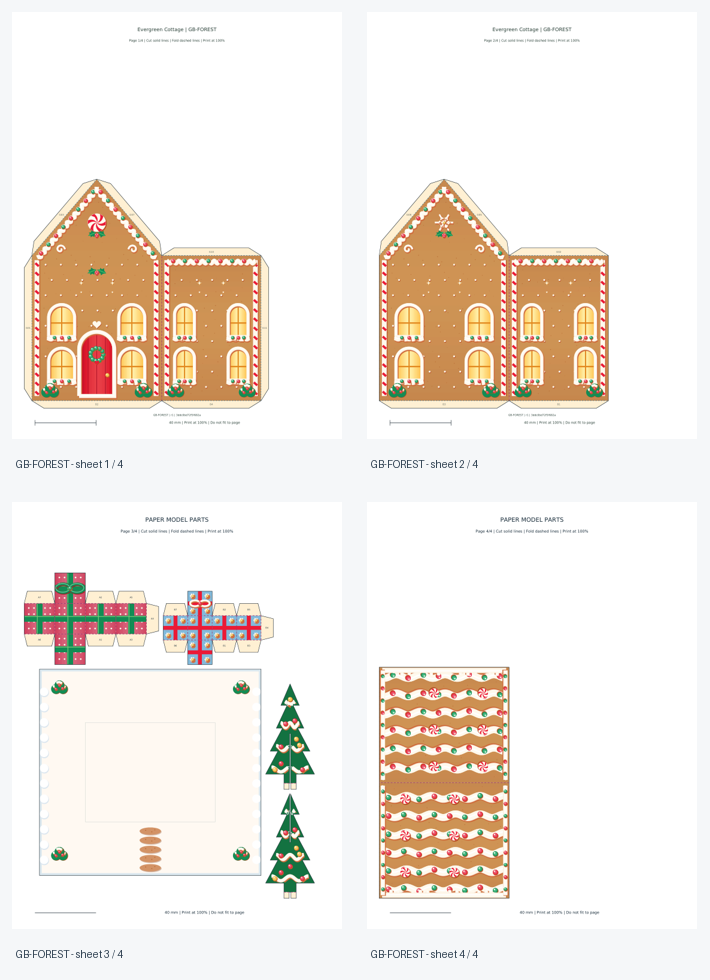 Evergreen Cottage | GB-FOREST
Page 1/4 | Cut solid lines | Fold dashed lines | Print at 100%
40 mm | Print at 100% | Do not fit to page
GB-FOREST - sheet 1 / 4
Evergreen Cottage | GB-FOREST
Page 2/4 | Cut solid lines | Fold dashed lines | Print at 100%
40 mm | Print at 100% | Do not fit to page
GB-FOREST - sheet 2 / 4
PAPER MODEL PARTS
Page 3/4 | Cut solid lines | Fold dashed lines | Print at 100%
40 mm | Print at 100% | Do not fit to page
GB-FOREST - sheet 3 / 4
PAPER MODEL PARTS
Page 4/4 | Cut solid lines | Fold dashed lines | Print at 100%
40 mm | Print at 100% | Do not fit to page
GB-FOREST - sheet 4 / 4